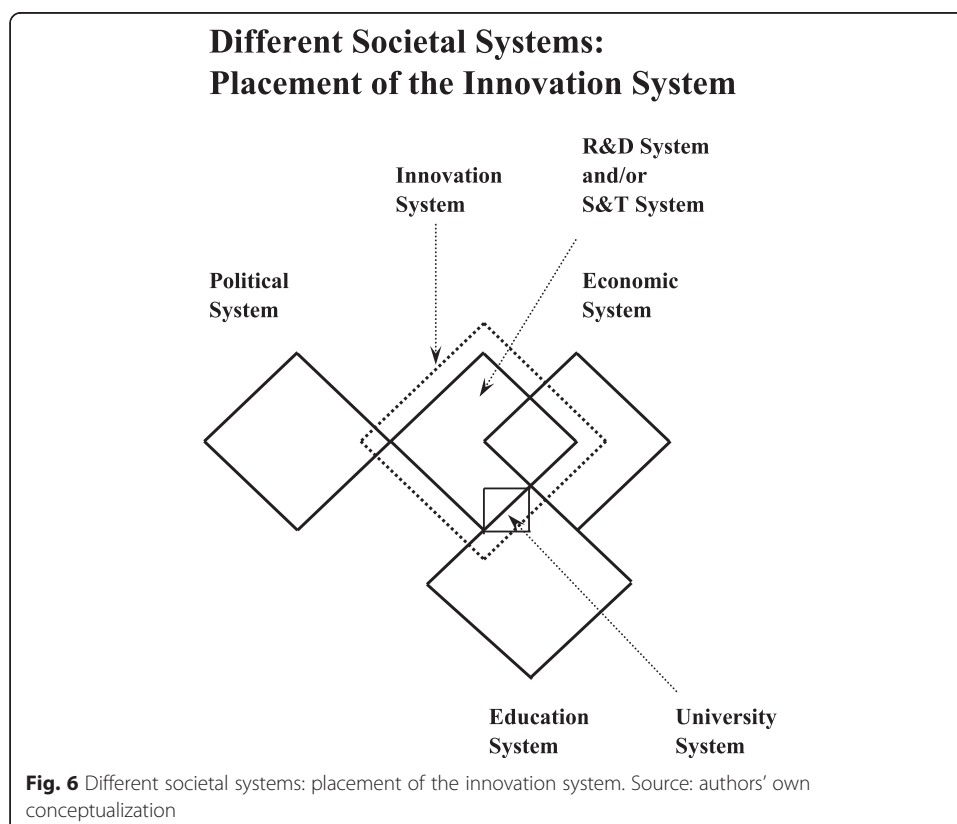 Different Societal Systems:
Placement of the Innovation System
R&D System
and/or
S&T System
Innovation
System
Political
System
Economic
System
Education
System
University
System
Fig. 6 Different societal systems: placement of the innovation system. Source: authors’ own
conceptualization